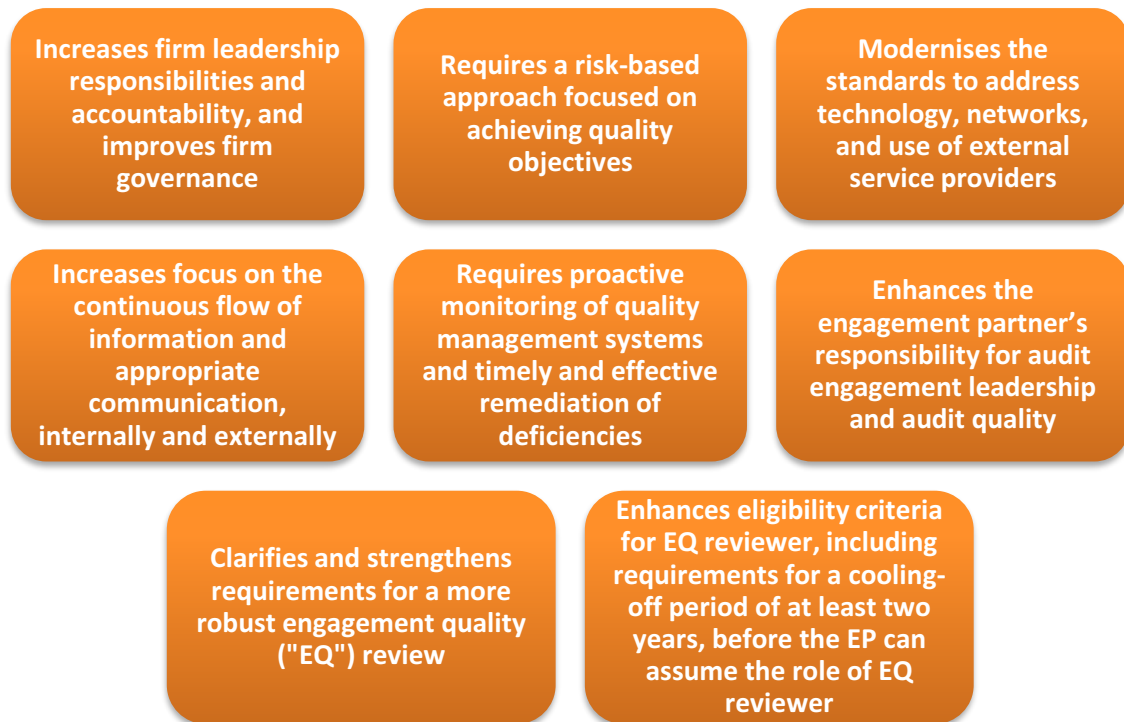 Increases firm leadership
responsibilities and
accountability, and
improves firm
governance
Requires a risk-based
approach focused on
achieving quality
objectives
Modernises the
standards to address
technology, networks,
and use of external
service providers
Increases focus on the
continuous flow of
information and
appropriate
communication,
internally and externally
Requires proactive
monitoring of quality
management systems
and timely and effective
remediation of
deficiencies
Enhances the
engagement partner’s
responsibility for audit
engagement leadership
and audit quality
Clarifies and strengthens
requirements for a more
robust engagement quality
("EQ") review
Enhances eligibility criteria
for EQ reviewer, including
requirements for a cooling-
off period of at least two
years, before the EP can
assume the role of EQ
reviewer